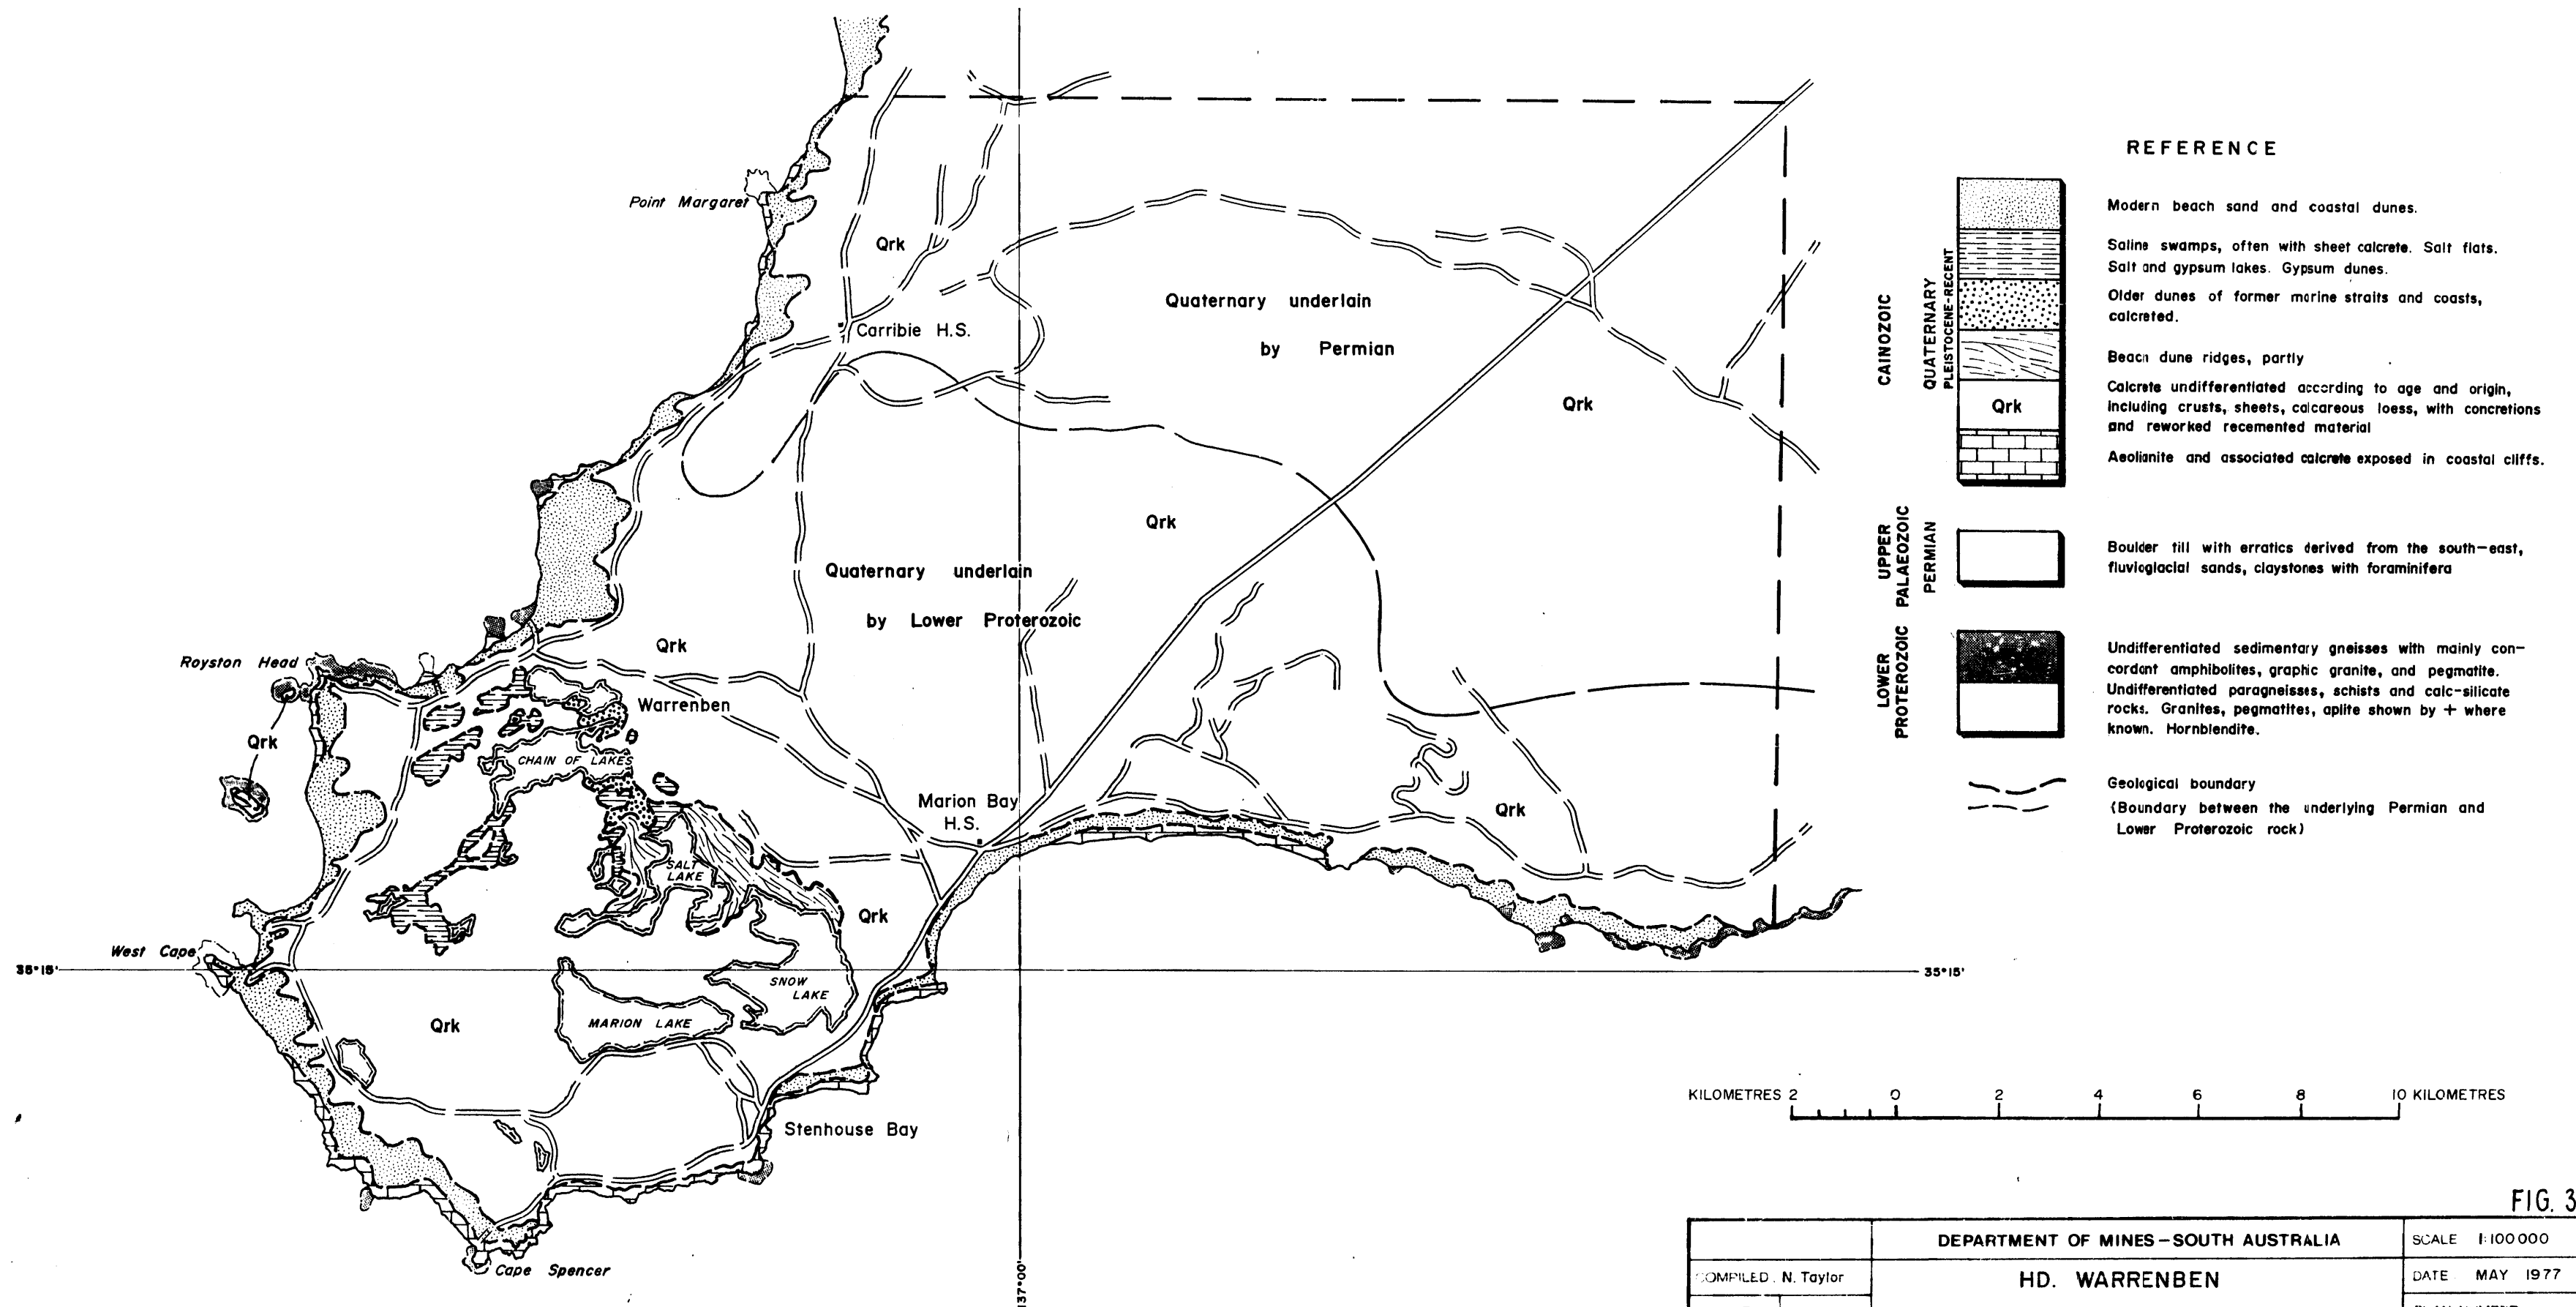 Point Margaret
Qrk
Carribie H.S.
Quaternary underlain
by Permian
Qrk
Qrk
Quaternary underlain
by Lower Proterozoic
Qrk
Royston Head
Warrenben
Qrk
CHAIN OF LAKES
Marion Bay
H.S.
Qrk
SALT
LAKE
Qrk
West Cape
35°15'
35°15'
SNOW
LAKE
Qrk
MARION LAKE
Stenhouse Bay
Cape Spencer
137°00'
REFERENCE
CAINOZOIC
QUATERNARY
PLEISTOCENE-RECENT
Modern beach sand and coastal dunes.
Saline swamps, often with sheet calcrete. Salt flats.
Salt and gypsum lakes. Gypsum dunes.
Older dunes of former marine straits and coasts,
calcreted.
Beach dune ridges, partly
Qrk
Calcrete undifferentiated according to age and origin,
including crusts, sheets, calcareous loess, with concretions
and reworked recemented material
Aeolianite and associated calcrete exposed in coastal cliffs.
UPPER
PALAEOZOIC
PERMIAN
Boulder till with erratics derived from the south-east,
fluvioglacial sands, claystones with foraminifera
LOWER
PROTEROZOIC
Undifferentiated sedimentary gneisses with mainly con-
cordant amphibolites, graphic granite, and pegmatite.
Undifferentiated paragneisses, schists and calc-silicate
rocks. Granites, pegmatites, aplite shown by + where
known. Hornblendite.
Geological boundary
(Boundary between the underlying Permian and
Lower Proterozoic rock)
KILOMETRES 2 0 2 4 6 8 10 KILOMETRES
FIG. 3
DEPARTMENT OF MINES-SOUTH AUSTRALIA
SCALE 1:100 000
COMPILED. N. Taylor
HD. WARRENBEN
DATE MAY 1977